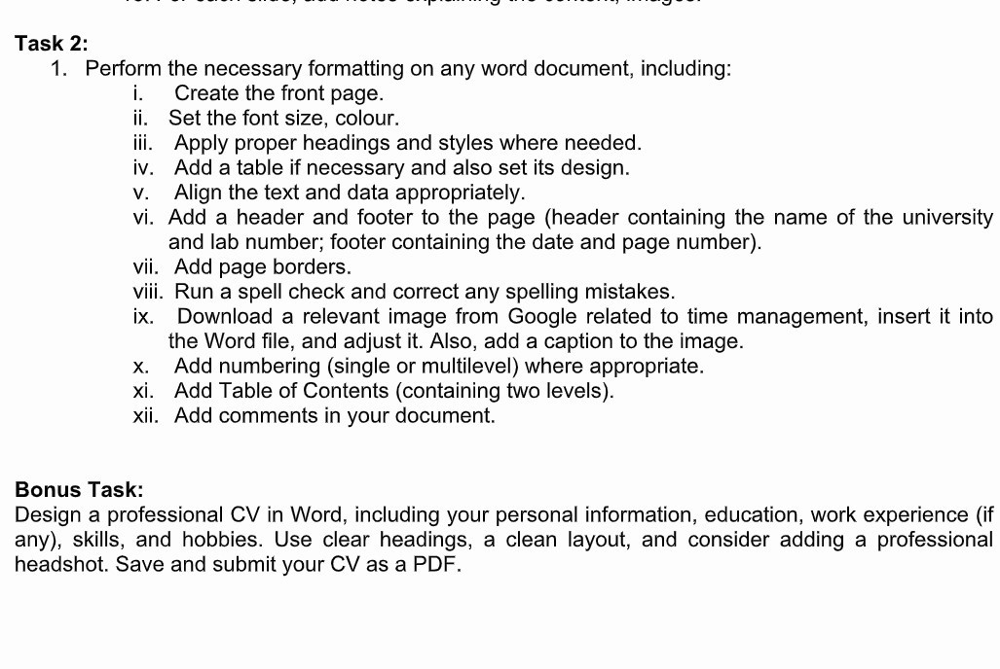 Task 2:
1. Perform the necessary formatting on any word document, including:
i. Create the front page.
ii. Set the font size, colour.
iii. Apply proper headings and styles where needed.
iv. Add a table if necessary and also set its design.
v. Align the text and data appropriately.
vi. Add a header and footer to the page (header containing the name of the university
and lab number; footer containing the date and page number).
vii. Add page borders.
viii. Run a spell check and correct any spelling mistakes.
ix. Download a relevant image from Google related to time management, insert it into
the Word file, and adjust it. Also, add a caption to the image.
x. Add numbering (single or multilevel) where appropriate.
xi. Add Table of Contents (containing two levels).
xii. Add comments in your document.
Bonus Task:
Design a professional CV in Word, including your personal information, education, work experience (if
any), skills, and hobbies. Use clear headings, a clean layout, and consider adding a professional
headshot. Save and submit your CV as a PDF.